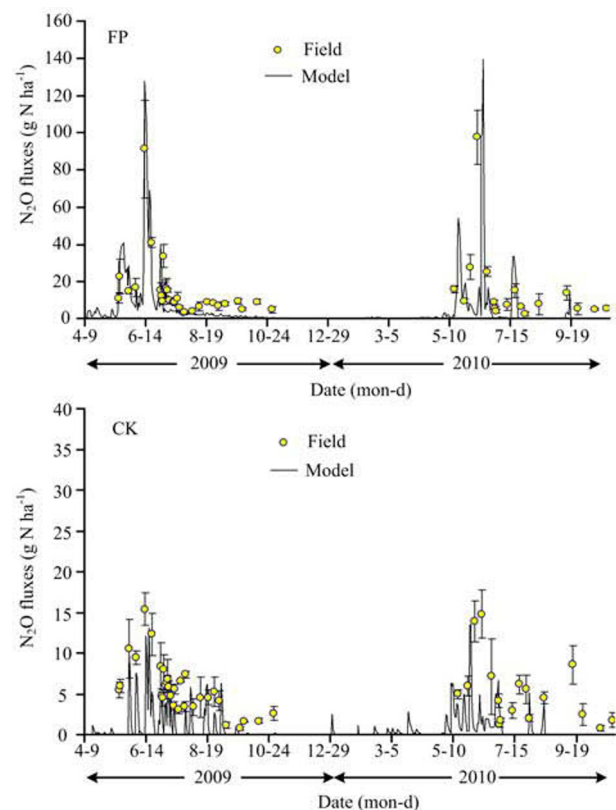 FP
Field
Model
N₂O fluxes (g N ha⁻¹)
160
140
120
100
80
60
40
20
0
4-9 6-14 8-19 10-24 12-29 3-5 5-10 7-15 9-19
2009 2010
Date (mon-d)
CK
Field
Model
N₂O fluxes (g N ha⁻¹)
40
35
30
25
20
15
10
5
0
4-9 6-14 8-19 10-24 12-29 3-5 5-10 7-15 9-19
2009 2010
Date (mon-d)